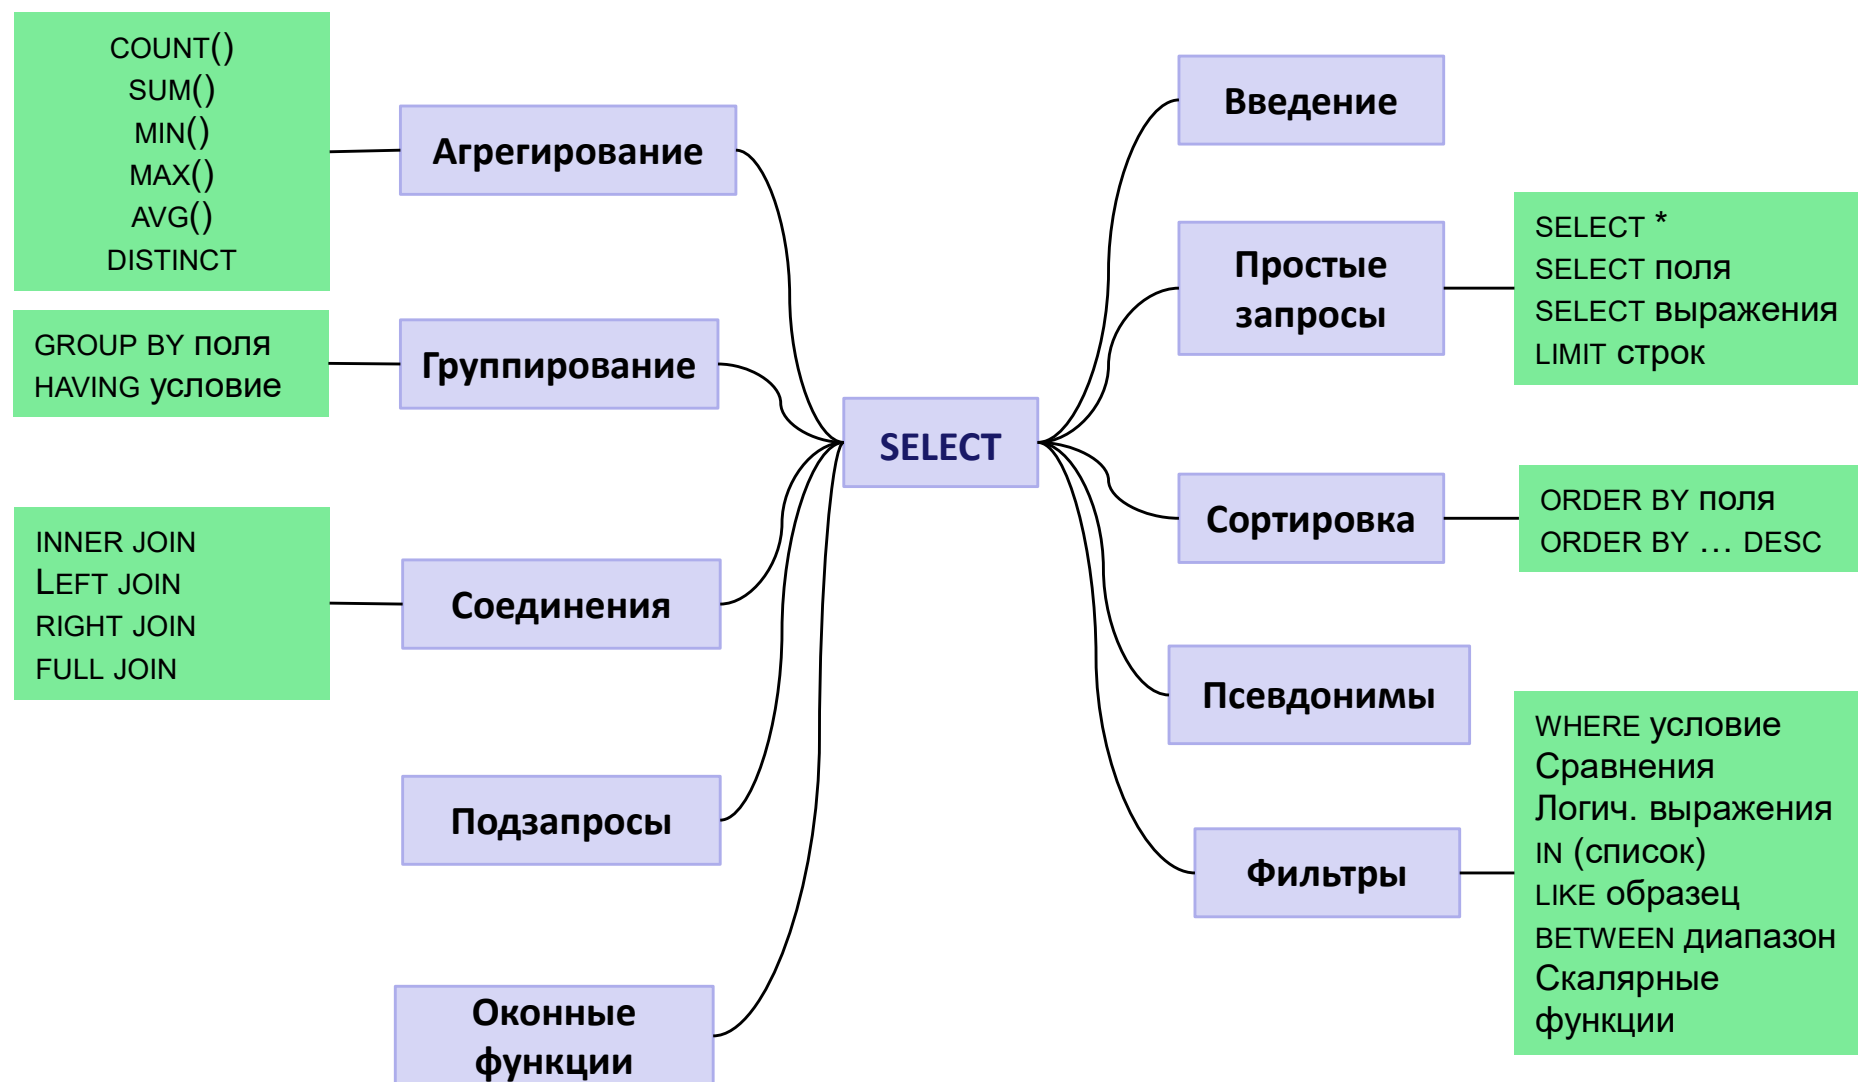 COUNT()
SUM()
MIN()
MAX()
AVG()
DISTINCT
Агрегирование
GROUP BY поля
HAVING условие
Группирование
INNER JOIN
LEFT JOIN
RIGHT JOIN
FULL JOIN
Соединения
Подзапросы
Оконные
функции
SELECT
Введение
Простые
запросы
SELECT *
SELECT поля
SELECT выражения
LIMIT строк
Сортировка
ORDER BY поля
ORDER BY … DESC
Псевдонимы
Фильтры
WHERE условие
Сравнения
Логич. выражения
IN (список)
LIKE образец
BETWEEN диапазон
Скалярные
функции